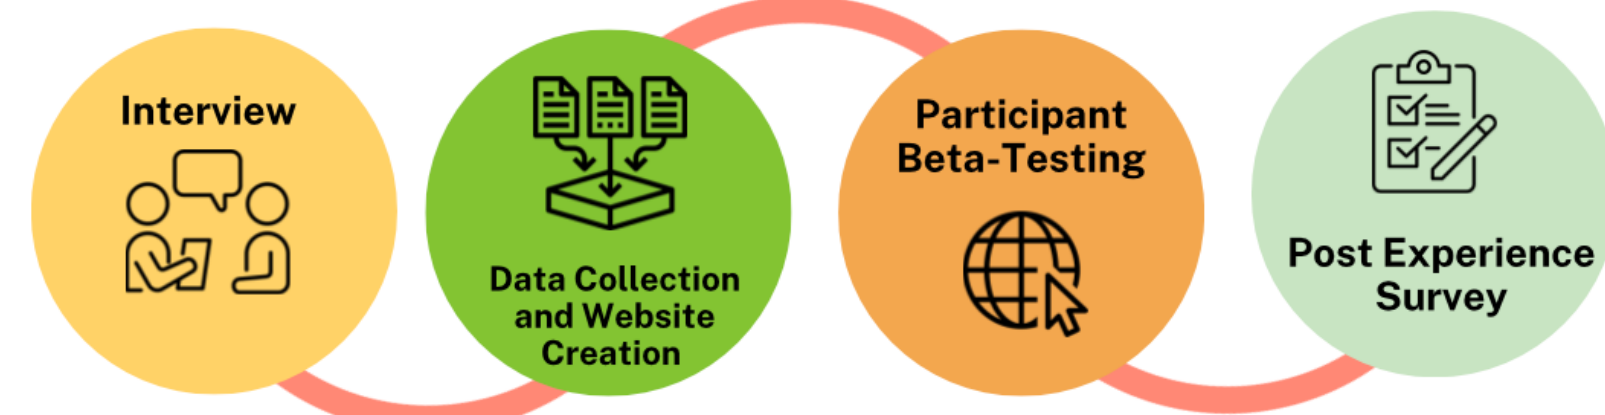 Interview
Data Collection
and Website
Creation
Participant
Beta-Testing
Post Experience
Survey